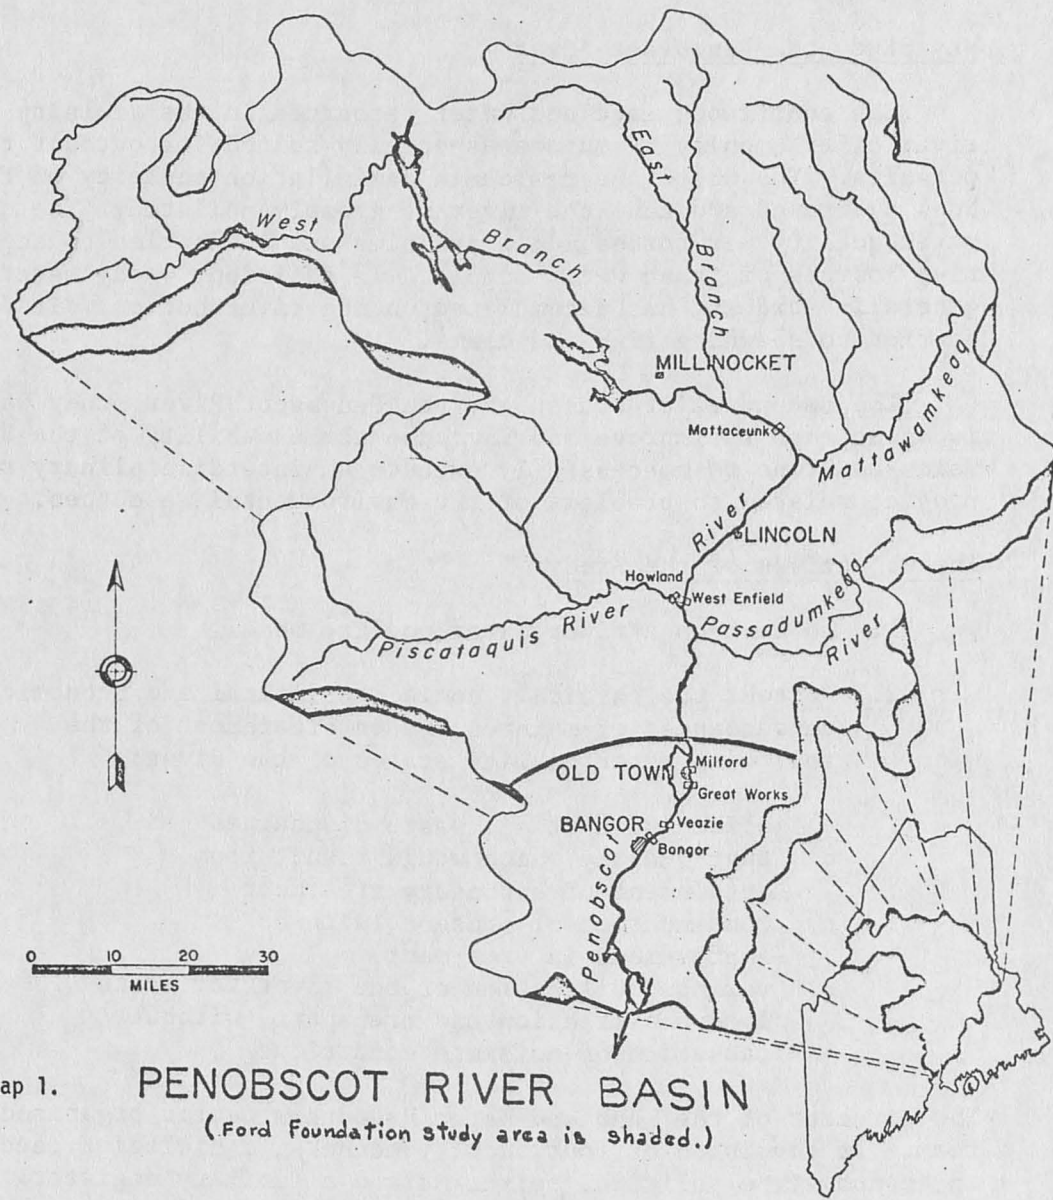 East
Branch
West
Branch
MILLINOCKET
Mattaceunk
Mattawamkeag
River
LINCOLN
Howland
West Enfield
Passadumkeag
River
Piscataquis River
OLD TOWN
Milford
Great Works
Veazie
BANGOR
Bangor
Penobscot
0 10 20 30
MILES
ap 1. PENOBSCOT RIVER BASIN
(Ford Foundation study area is shaded.)